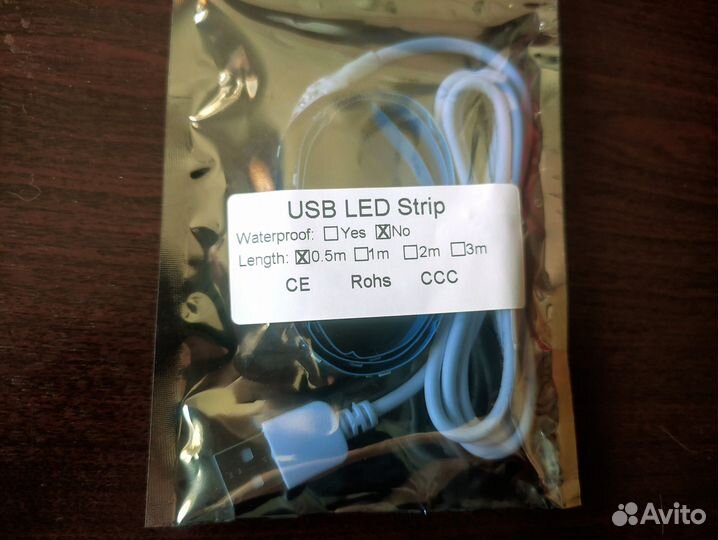 USB LED Strip
Waterproof: ☐Yes ☒No
Length: ☒0.5m ☐1m ☐2m ☐3m
CE Rohs CCC
Avito